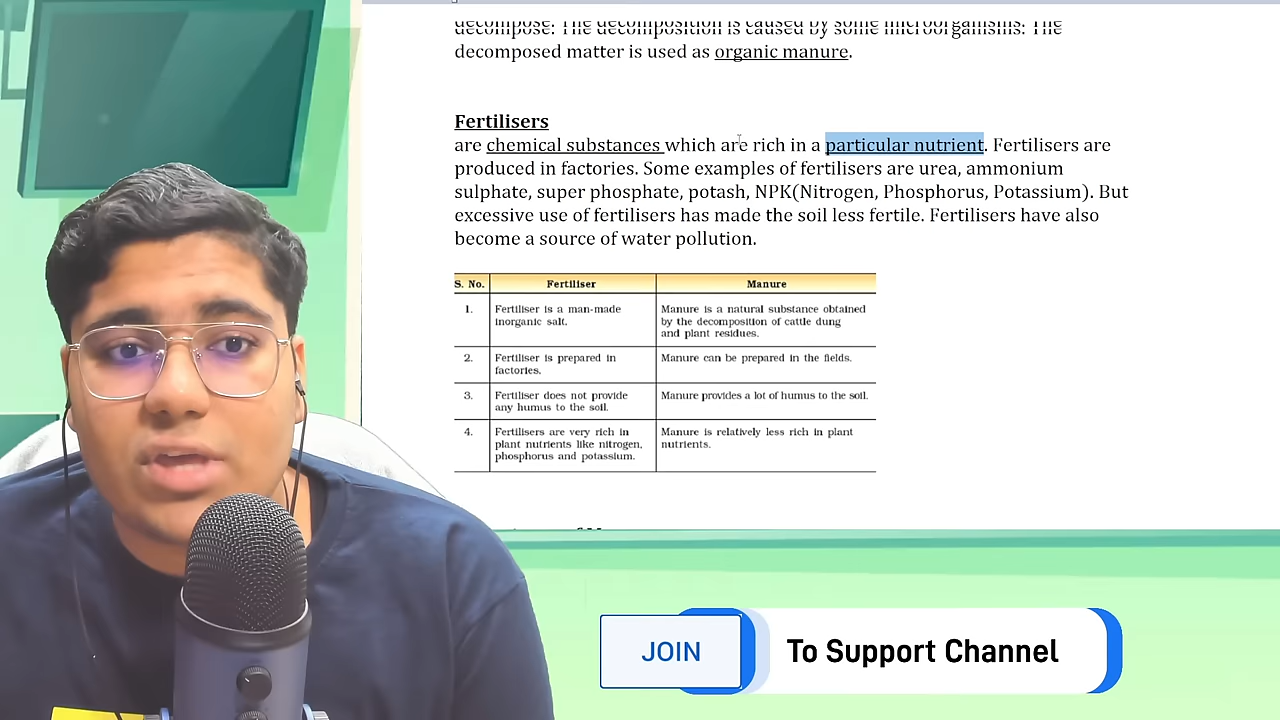 decompose. The decomposition is caused by some microorganisms. The
decomposed matter is used as organic manure.
Fertilisers
are chemical substances which are rich in a particular nutrient. Fertilisers are
produced in factories. Some examples of fertilisers are urea, ammonium
sulphate, super phosphate, potash, NPK(Nitrogen, Phosphorus, Potassium). But
excessive use of fertilisers has made the soil less fertile. Fertilisers have also
become a source of water pollution.
S. No. Fertiliser Manure
1. Fertiliser is a man-made Manure is a natural substance obtained
inorganic salt. by the decomposition of cattle dung
and plant residues.
2. Fertiliser is prepared in Manure can be prepared in the fields.
factories.
3. Fertiliser does not provide Manure provides a lot of humus to the soil.
any humus to the soil.
4. Fertilisers are very rich in Manure is relatively less rich in plant
plant nutrients like nitrogen, nutrients.
phosphorus and potassium.
JOIN To Support Channel